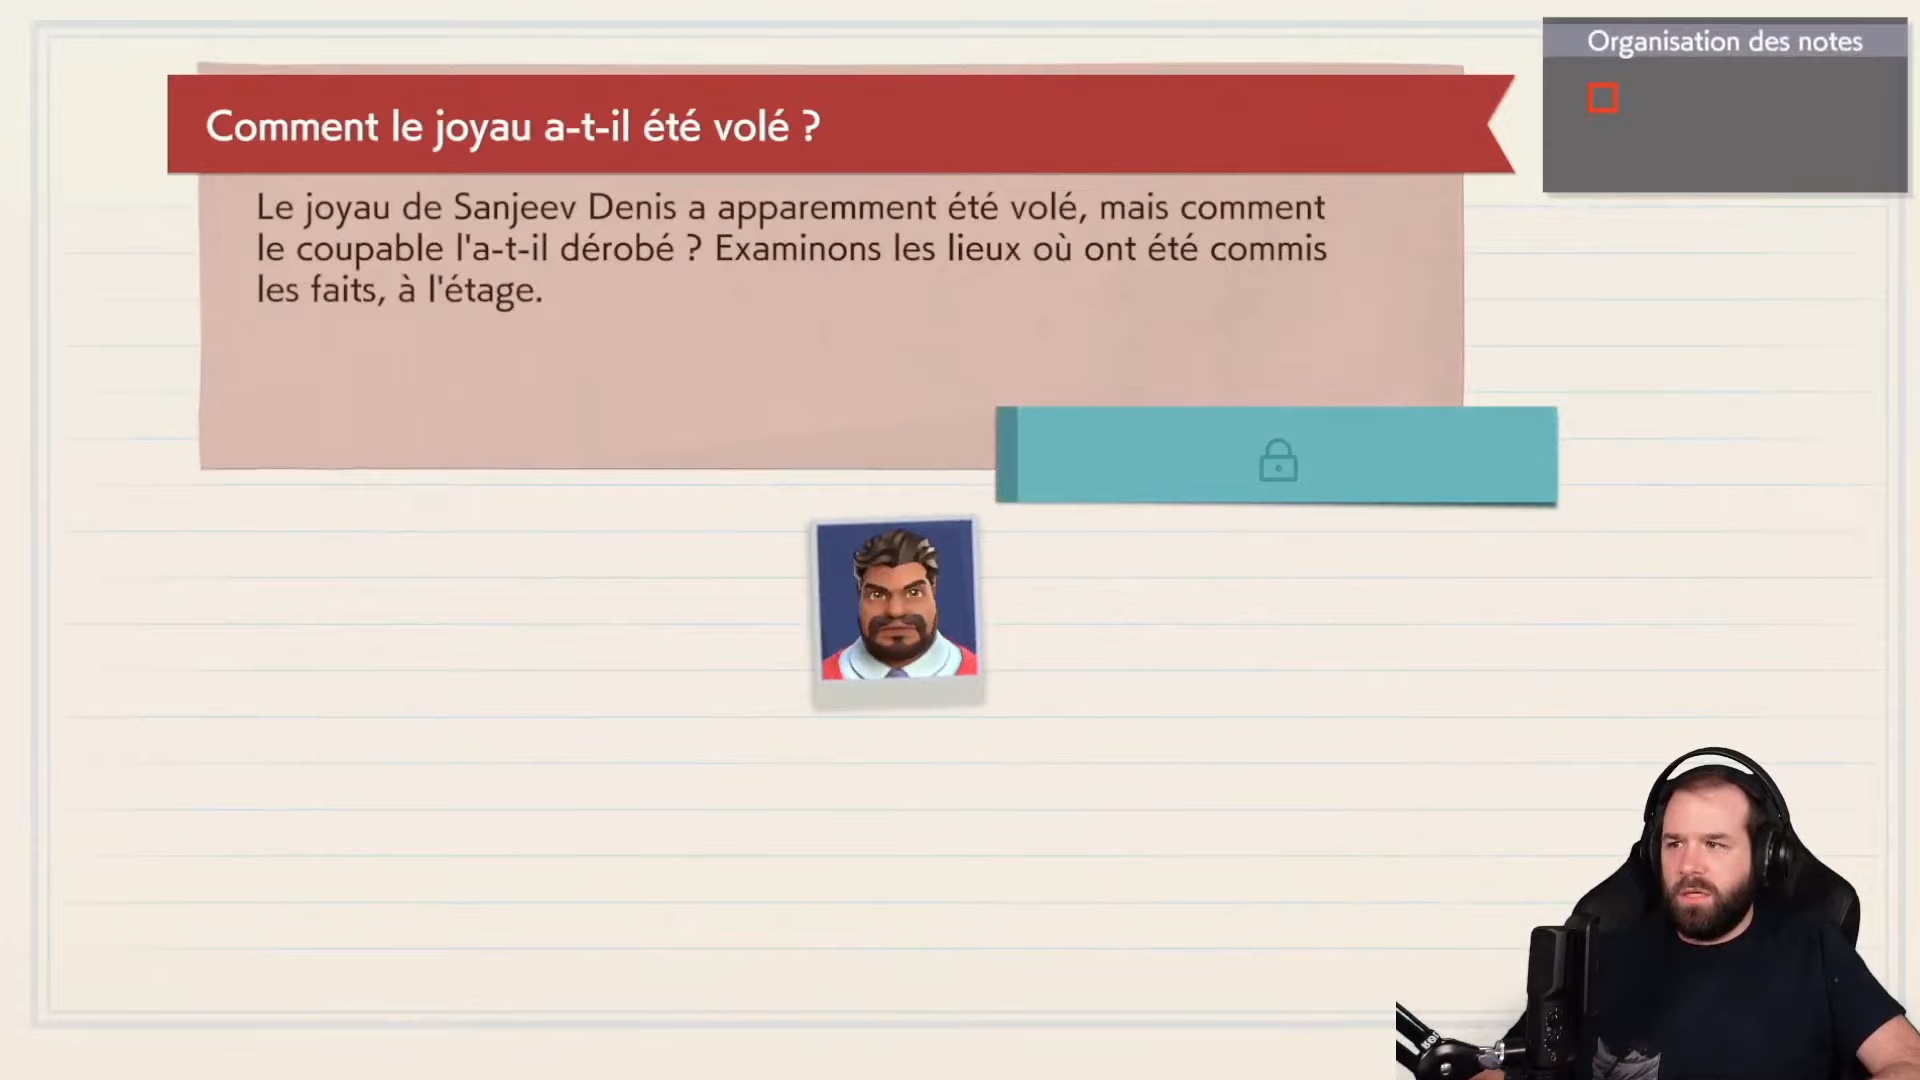 Organisation des notes
Comment le joyau a-t-il été volé ?
Le joyau de Sanjeev Denis a apparemment été volé, mais comment
le coupable l'a-t-il dérobé ? Examinons les lieux où ont été commis
les faits, à l'étage.